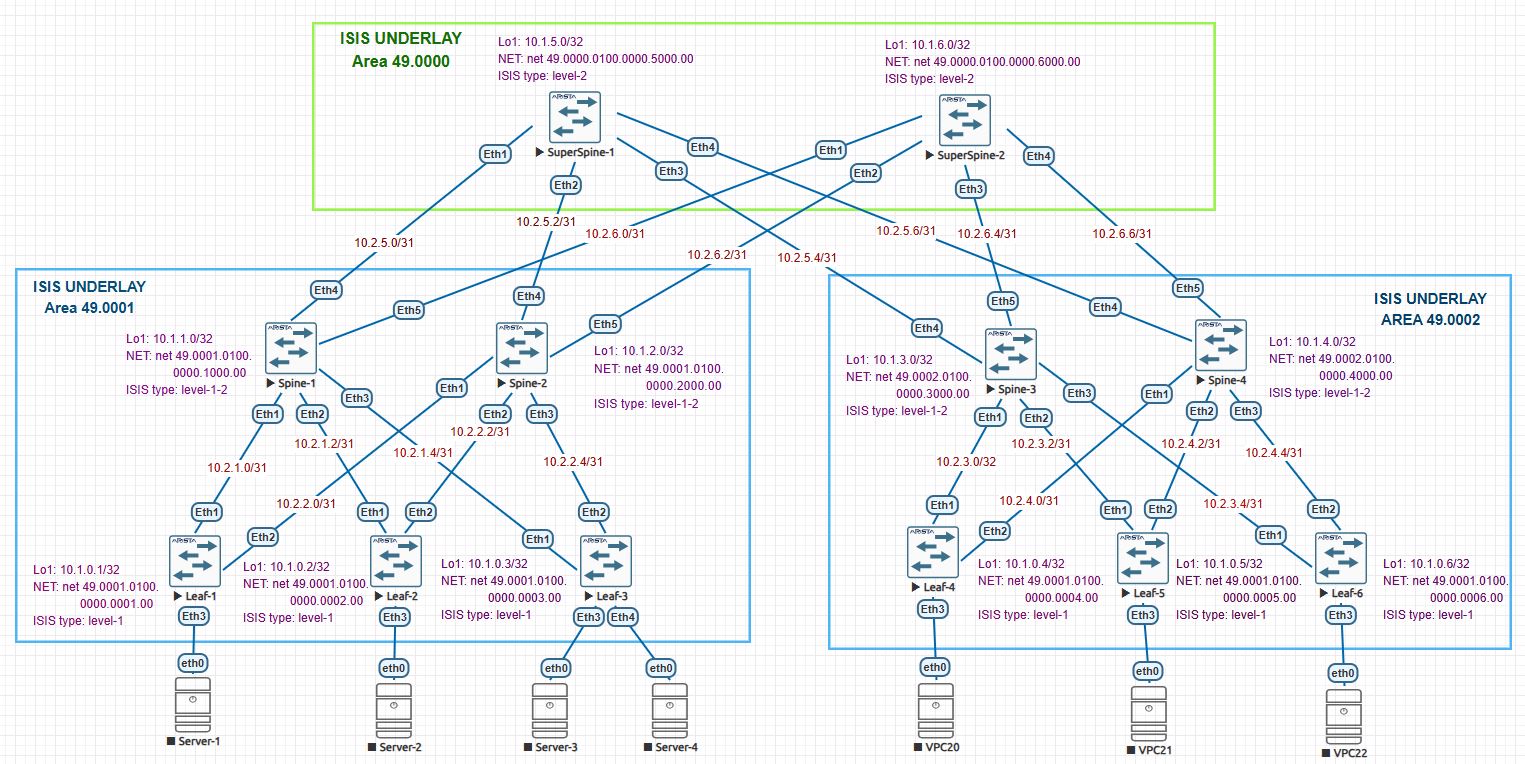 ISIS UNDERLAY
Area 49.0000
Lo1: 10.1.5.0/32
NET: net 49.0000.0100.0000.5000.00
ISIS type: level-2
Lo1: 10.1.6.0/32
NET: net 49.0000.0100.0000.6000.00
ISIS type: level-2
ARISTA
SuperSpine-1
ARISTA
SuperSpine-2
Eth1
Eth2
Eth3
Eth4
Eth1
Eth2
Eth3
Eth4
10.2.5.0/31
10.2.5.2/31
10.2.6.0/31
10.2.6.2/31
10.2.5.4/31
10.2.5.6/31
10.2.6.4/31
10.2.6.6/31
ISIS UNDERLAY
Area 49.0001
Eth4
Eth5
Eth4
Eth5
Lo1: 10.1.1.0/32
NET: net 49.0001.0100.
0000.1000.00
ISIS type: level-1-2
ARISTA
Spine-1
ARISTA
Spine-2
Lo1: 10.1.2.0/32
NET: net 49.0001.0100.
0000.2000.00
ISIS type: level-1-2
Eth1
Eth2
Eth3
Eth1
Eth2
Eth3
10.2.1.0/31
10.2.1.2/31
10.2.1.4/31
10.2.2.0/31
10.2.2.2/31
10.2.2.4/31
Eth1
Eth2
Eth1
Eth2
Eth1
Eth2
Lo1: 10.1.0.1/32
NET: net 49.0001.0100.
0000.0001.00
ISIS type: level-1
ARISTA
Leaf-1
Lo1: 10.1.0.2/32
NET: net 49.0001.0100.
0000.0002.00
ISIS type: level-1
ARISTA
Leaf-2
Lo1: 10.1.0.3/32
NET: net 49.0001.0100.
0000.0003.00
ISIS type: level-1
ARISTA
Leaf-3
Eth3
Eth3
Eth3
Eth4
eth0
eth0
eth0
eth0
Server-1
Server-2
Server-3
Server-4
ISIS UNDERLAY
AREA 49.0002
Eth4
Eth5
Eth4
Eth5
Lo1: 10.1.3.0/32
NET: net 49.0002.0100.
0000.3000.00
ISIS type: level-1-2
ARISTA
Spine-3
ARISTA
Spine-4
Lo1: 10.1.4.0/32
NET: net 49.0002.0100.
0000.4000.00
ISIS type: level-1-2
Eth1
Eth2
Eth3
Eth1
Eth2
Eth3
10.2.3.0/32
10.2.3.2/31
10.2.4.2/31
10.2.4.4/31
10.2.4.0/31
10.2.3.4/31
Eth1
Eth2
Eth1
Eth2
Eth1
Eth2
ARISTA
Leaf-4
Lo1: 10.1.0.4/32
NET: net 49.0001.0100.
0000.0004.00
ISIS type: level-1
ARISTA
Leaf-5
Lo1: 10.1.0.5/32
NET: net 49.0001.0100.
0000.0005.00
ISIS type: level-1
ARISTA
Leaf-6
Lo1: 10.1.0.6/32
NET: net 49.0001.0100.
0000.0006.00
ISIS type: level-1
Eth3
Eth3
Eth3
eth0
eth0
eth0
VPC20
VPC21
VPC22